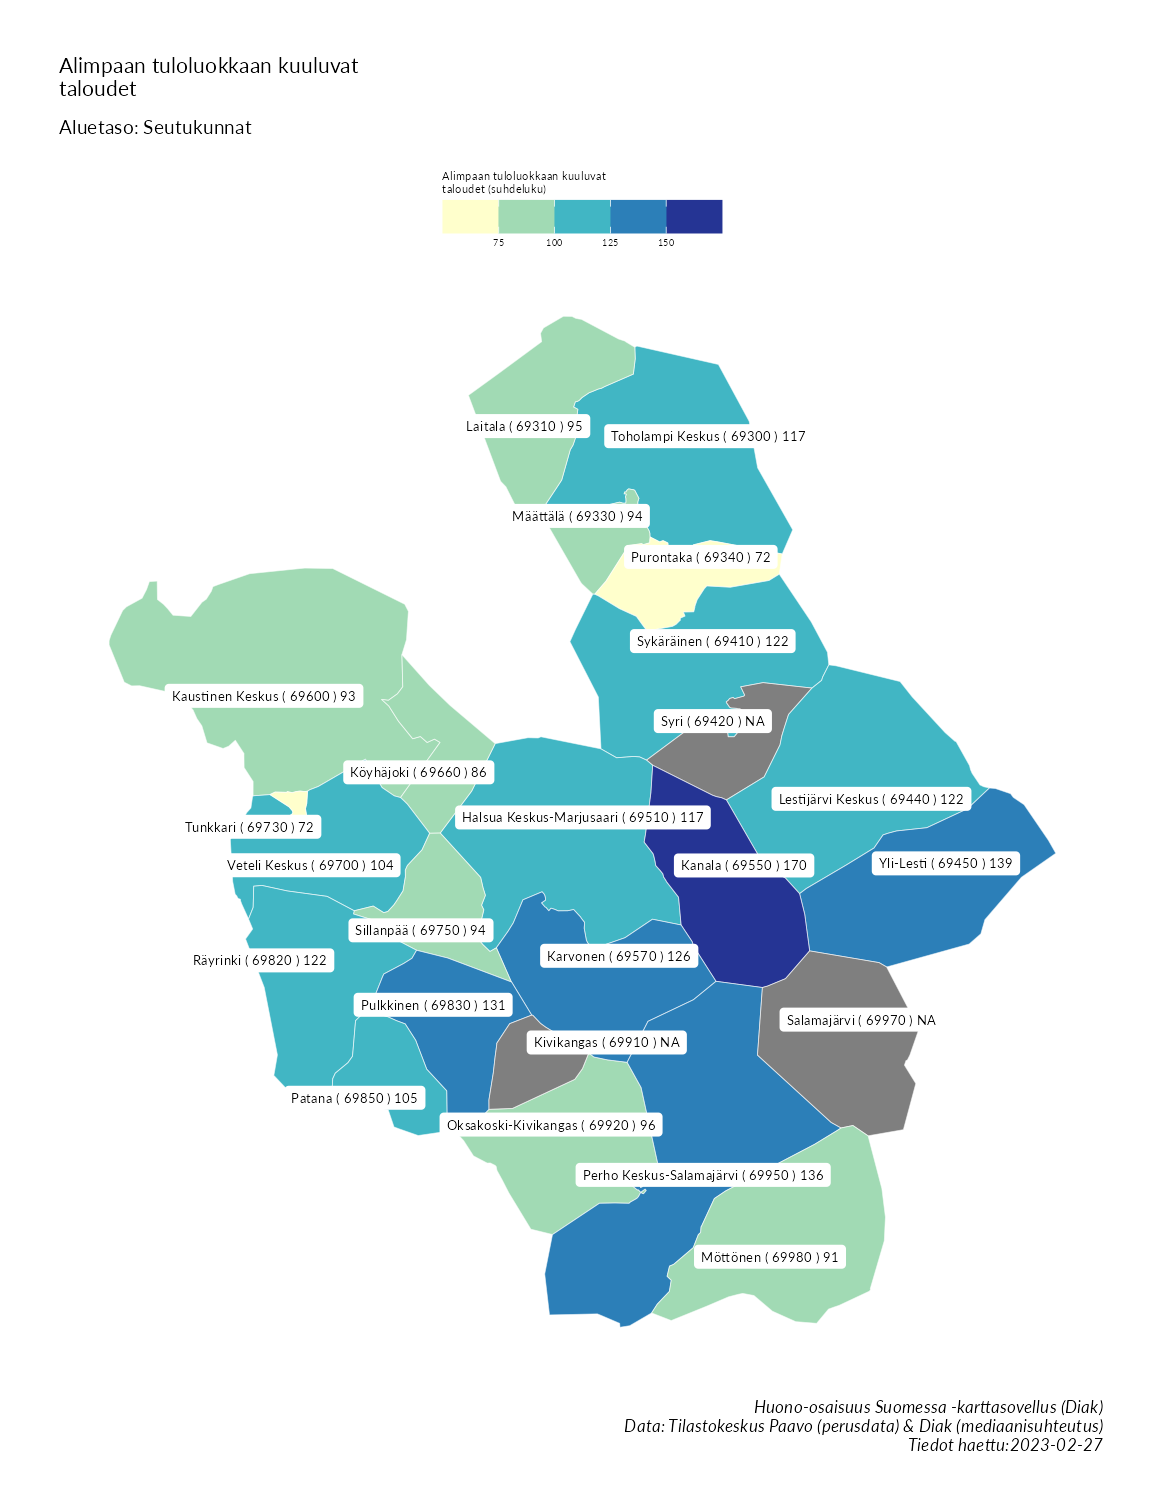 Alimpaan tuloluokkaan kuuluvat
taloudet
Aluetaso: Seutukunnat
Alimpaan tuloluokkaan kuuluvat
taloudet (suhdeluku)
75 100 125 150
Laitala ( 69310 ) 95
Toholampi Keskus ( 69300 ) 117
Määttälä ( 69330 ) 94
Purontaka ( 69340 ) 72
Sykäräinen ( 69410 ) 122
Kaustinen Keskus ( 69600 ) 93
Syri ( 69420 ) NA
Köyhäjoki ( 69660 ) 86
Lestijärvi Keskus ( 69440 ) 122
Halsua Keskus-Marjusaari ( 69510 ) 117
Tunkkari ( 69730 ) 72
Veteli Keskus ( 69700 ) 104
Kanala ( 69550 ) 170
Yli-Lesti ( 69450 ) 139
Sillanpää ( 69750 ) 94
Räyrinki ( 69820 ) 122
Karvonen ( 69570 ) 126
Pulkkinen ( 69830 ) 131
Salamajärvi ( 69970 ) NA
Kivikangas ( 69910 ) NA
Patana ( 69850 ) 105
Oksakoski-Kivikangas ( 69920 ) 96
Perho Keskus-Salamajärvi ( 69950 ) 136
Möttönen ( 69980 ) 91
Huono-osaisuus Suomessa -karttasovellus (Diak)
Data: Tilastokeskus Paavo (perusdata) & Diak (mediaanisuhteutus)
Tiedot haettu:2023-02-27